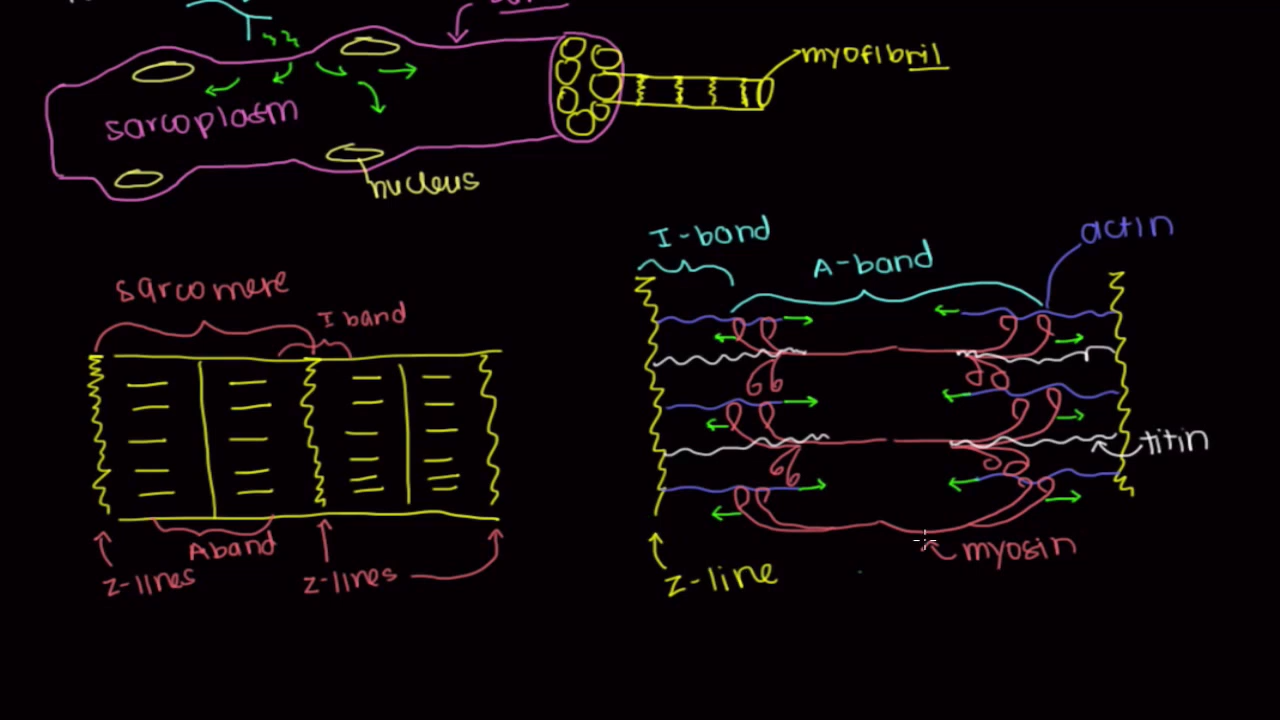 myofibril
sarcoplasm
nucleus
I-band
A-band
actin
sarcomere
I band
titin
A band
myosin
z-lines
z-lines
z-line